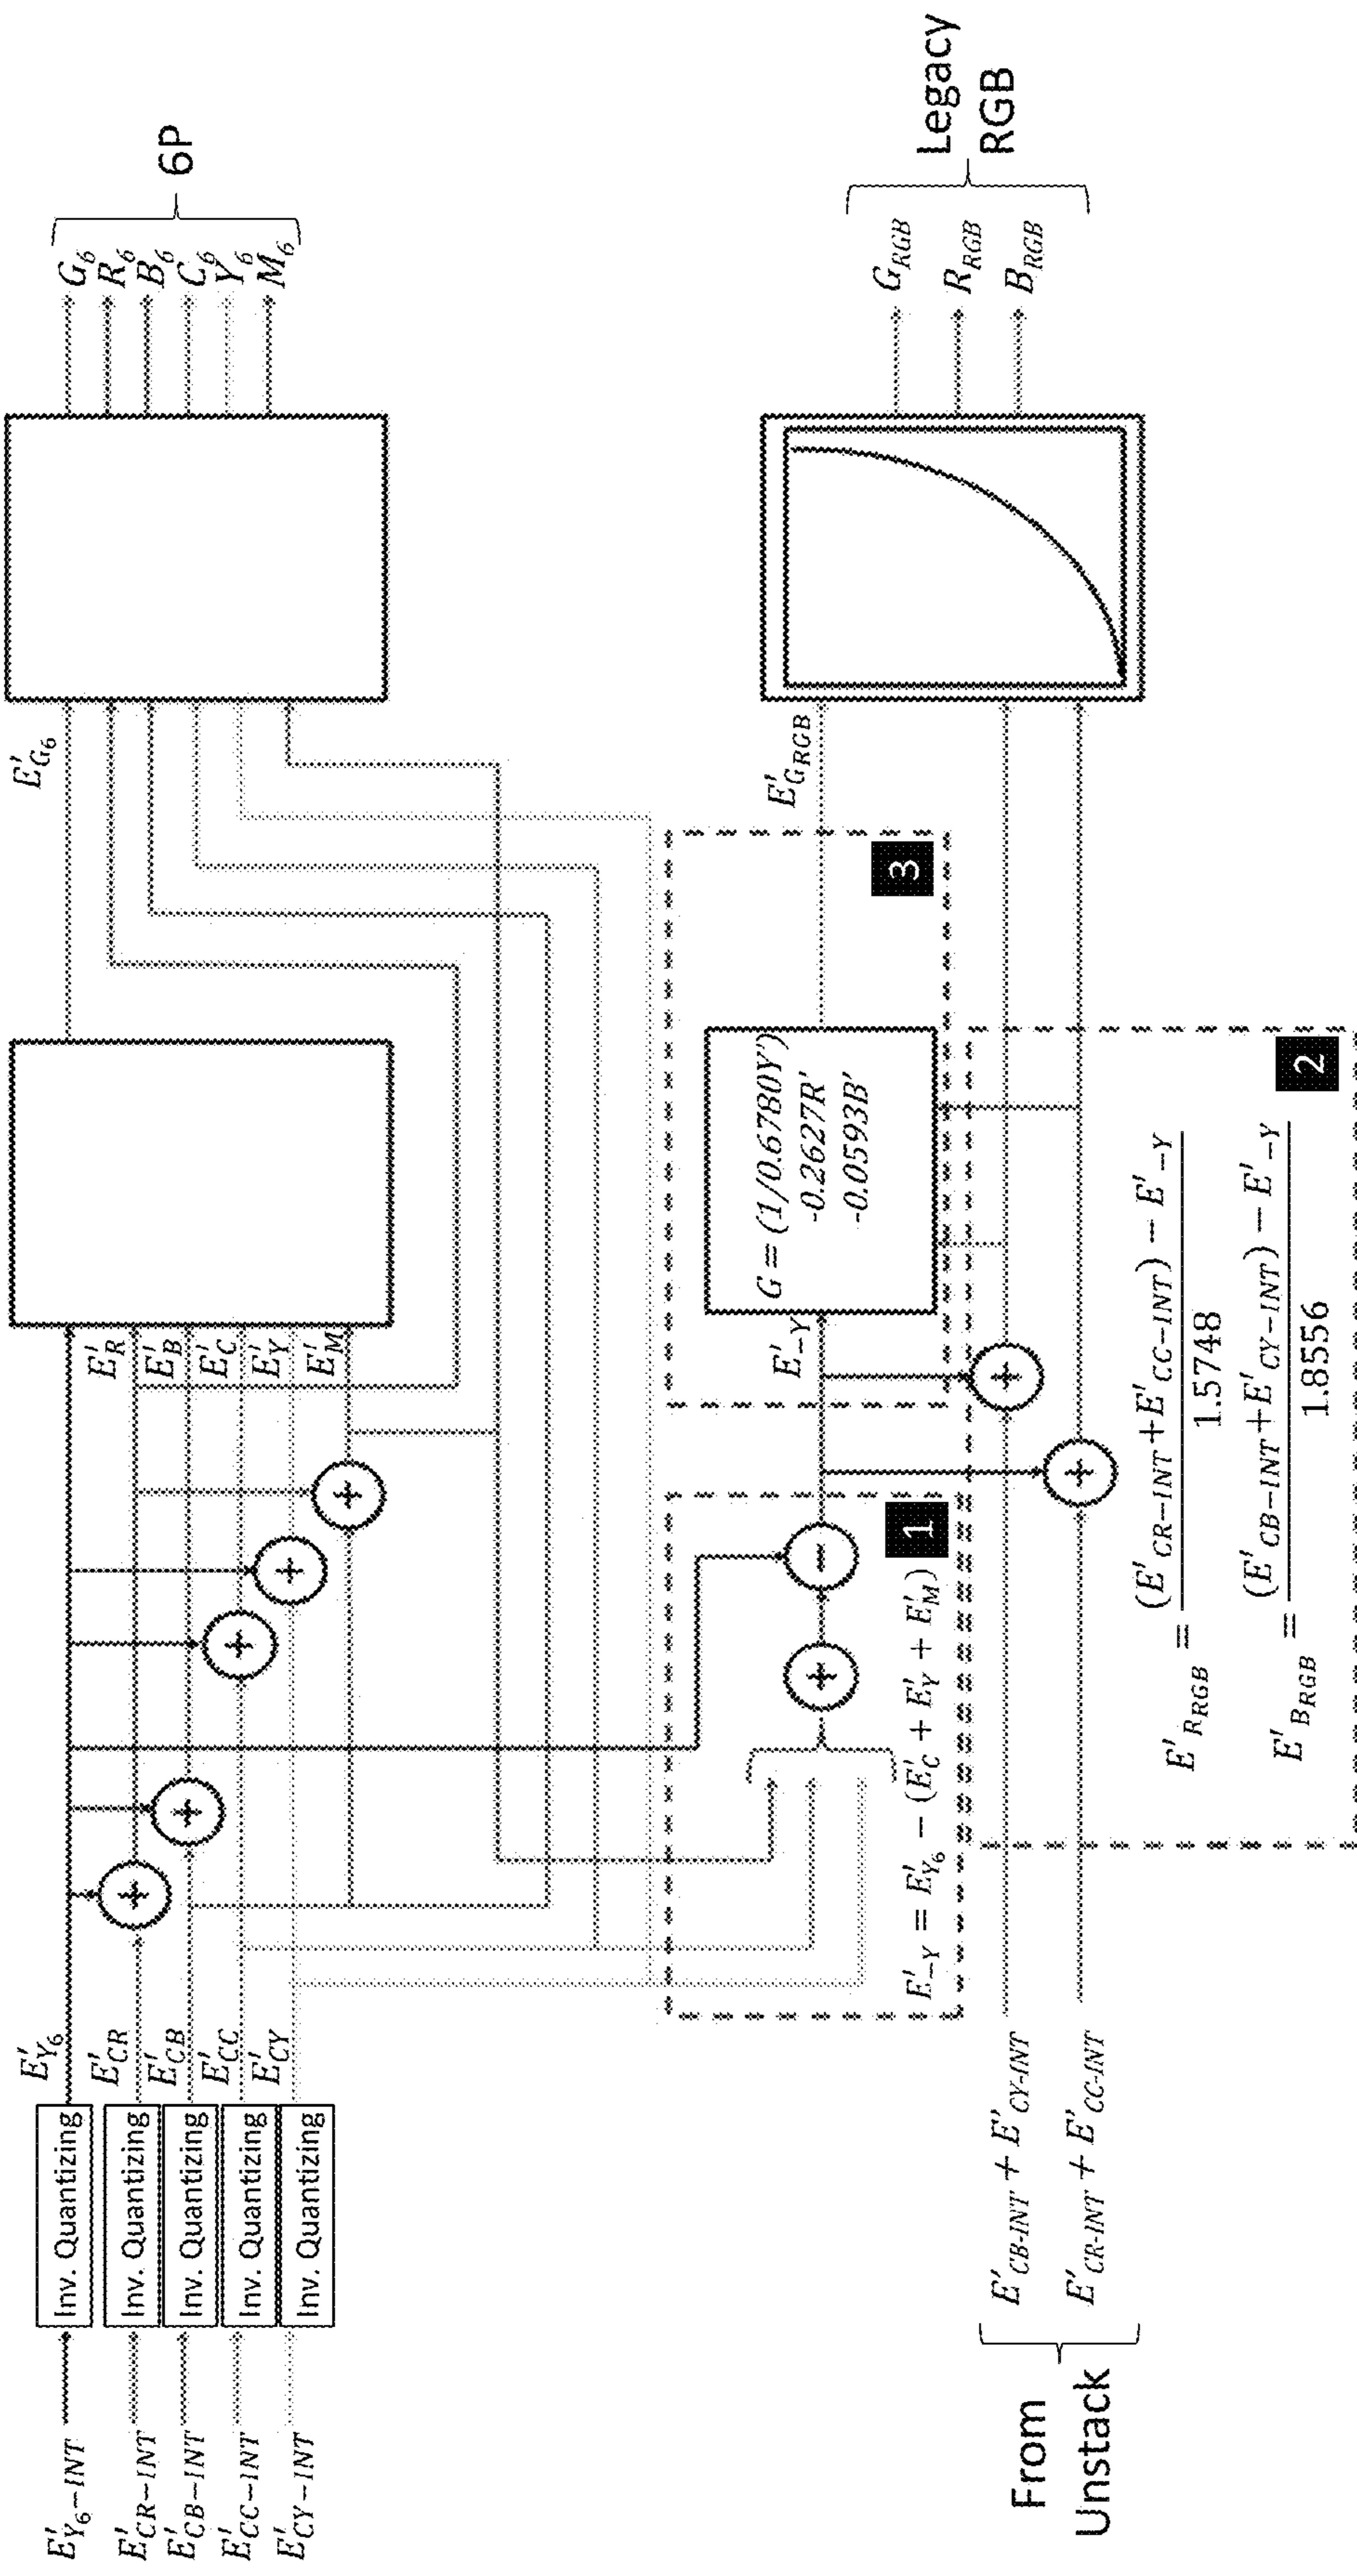 E'Y6-INT
E'CR-INT
E'CB-INT
E'CC-INT
E'CY-INT
Inv. Quantizing
Inv. Quantizing
Inv. Quantizing
Inv. Quantizing
Inv. Quantizing
E'Y6
E'CR
E'CB
E'CC
E'CY
E'R
E'B
E'C
E'Y
E'M
E'G6
G6
R6
B6
C6
Y6
M6
6P
E'-Y = E'Y6 - (E'C + E'Y + E'M)
1
E'-Y
G = (1/0.6780Y')
-0.2627R'
-0.0593B'
3
E'GRGB
GRGB
RRGB
BRGB
Legacy
RGB
From
Unstack
E'CB-INT + E'CY-INT
E'CR-INT + E'CC-INT
E'RRGB = (E'CR-INT+E'CC-INT) - E'-Y
1.5748
E'BRGB = (E'CB-INT+E'CY-INT) - E'-Y
1.8556
2